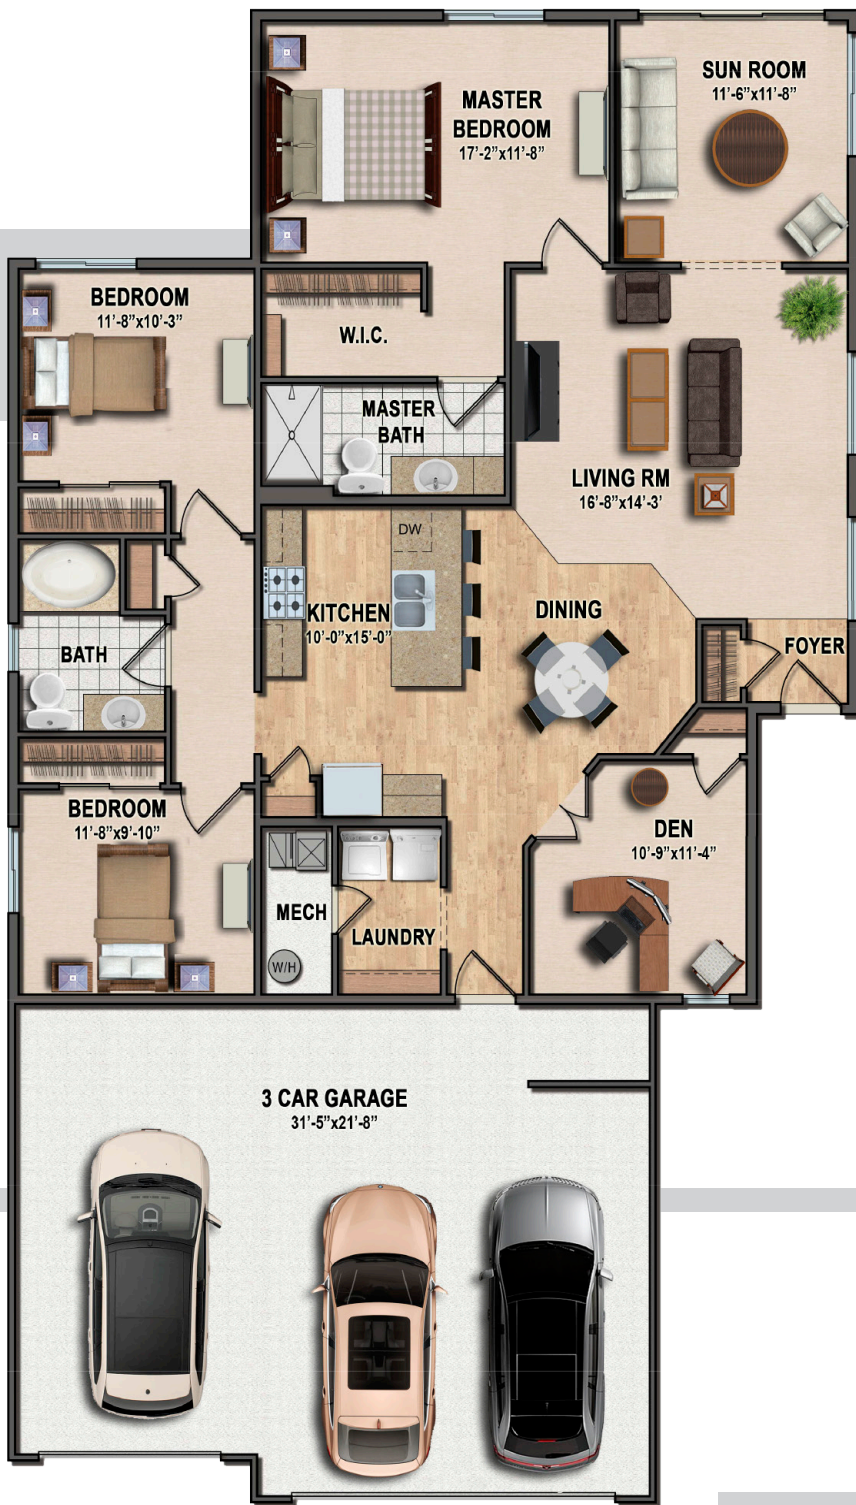 SUN ROOM
11'-6"x11'-8"
MASTER
BEDROOM
17'-2"x11'-8"
BEDROOM
11'-8"x10'-3"
W.I.C.
MASTER
BATH
LIVING RM
16'-8"x14'-3'
DW
KITCHEN
10'-0"x15'-0"
DINING
BATH
FOYER
BEDROOM
11'-8"x9'-10"
DEN
10'-9"x11'-4"
MECH
LAUNDRY
W/H
3 CAR GARAGE
31'-5"x21'-8"